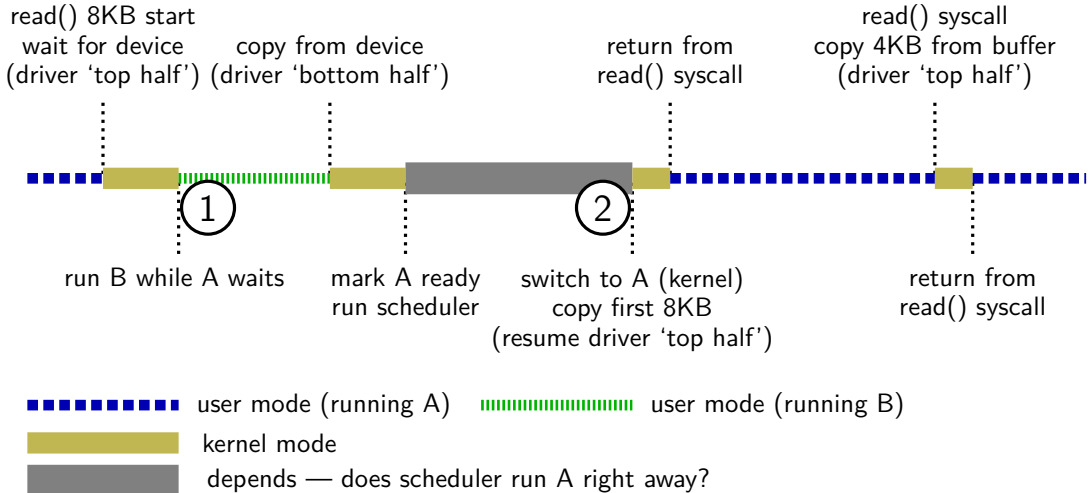 read() 8KB start
wait for device
(driver ‘top half’)
copy from device
(driver ‘bottom half’)
return from
read() syscall
read() syscall
copy 4KB from buffer
(driver ‘top half’)
1
2
run B while A waits
mark A ready
run scheduler
switch to A (kernel)
copy first 8KB
(resume driver ‘top half’)
return from
read() syscall
user mode (running A)
user mode (running B)
kernel mode
depends — does scheduler run A right away?